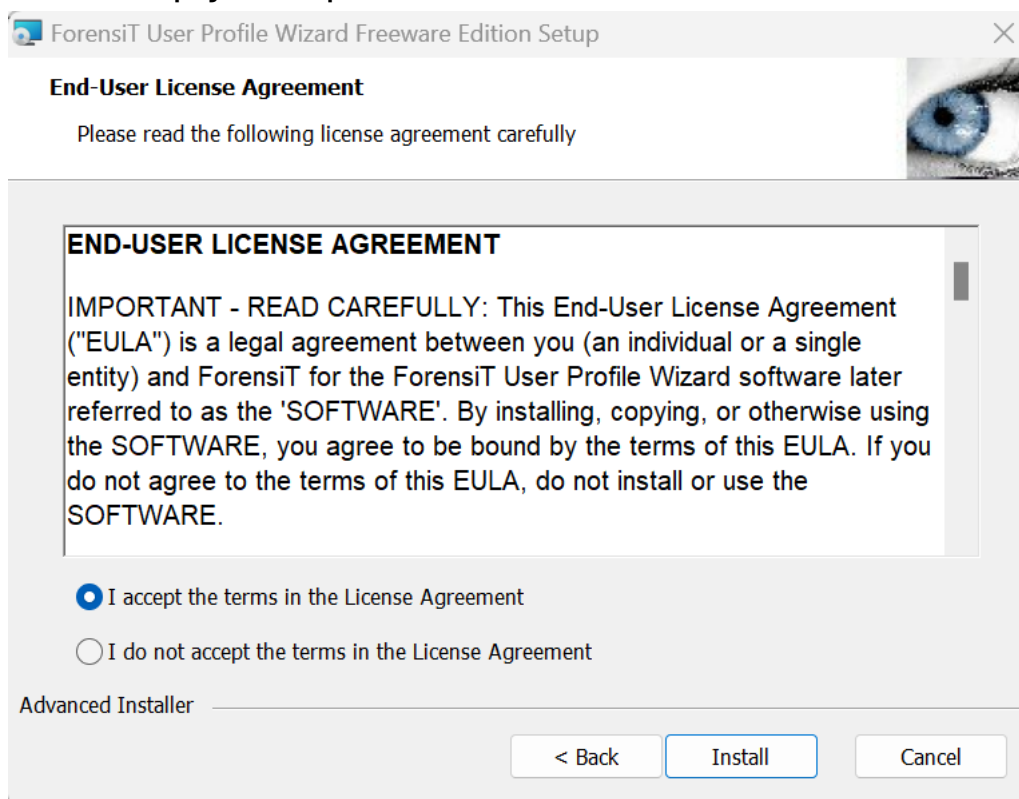 ForensiT User Profile Wizard Freeware Edition Setup
End-User License Agreement
Please read the following license agreement carefully
END-USER LICENSE AGREEMENT
IMPORTANT - READ CAREFULLY: This End-User License Agreement
("EULA") is a legal agreement between you (an individual or a single
entity) and ForensiT for the ForensiT User Profile Wizard software later
referred to as the 'SOFTWARE'. By installing, copying, or otherwise using
the SOFTWARE, you agree to be bound by the terms of this EULA. If you
do not agree to the terms of this EULA, do not install or use the
SOFTWARE.
I accept the terms in the License Agreement
I do not accept the terms in the License Agreement
Advanced Installer
< Back Install Cancel